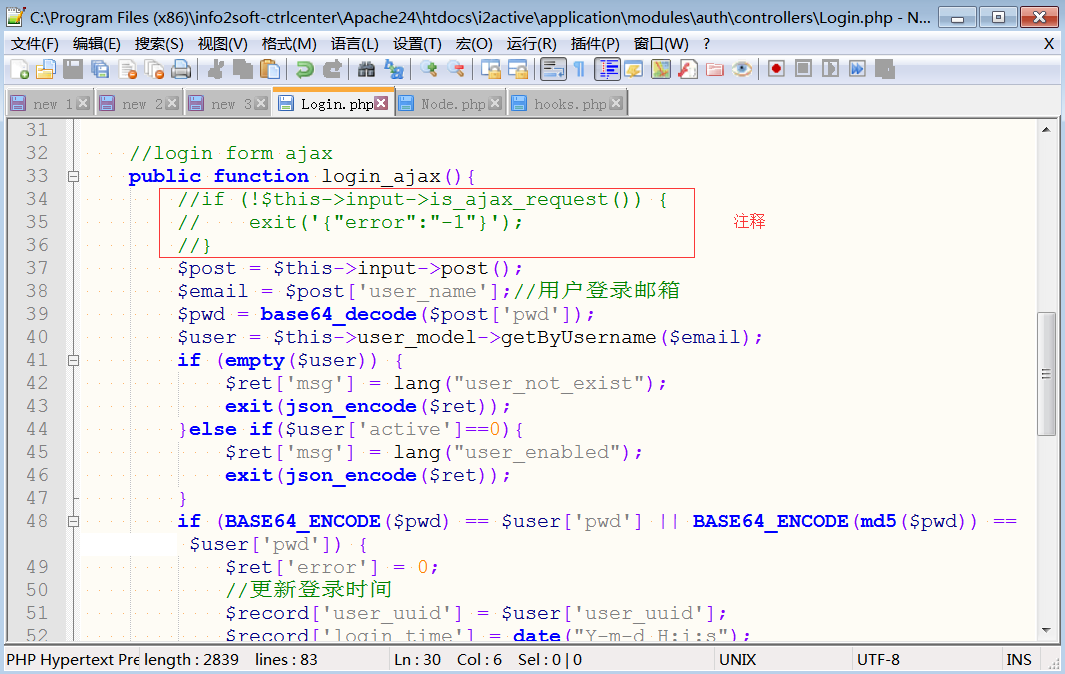 C:\Program Files (x86)\info2soft-ctrlcenter\Apache24\htdocs\i2active\application\modules\auth\controllers\Login.php - N...
文件(F) 编辑(E) 搜索(S) 视图(V) 格式(M) 语言(L) 设置(T) 宏(O) 运行(R) 插件(P) 窗口(W) ? X
new 1 new 2 new 3 Login.php Node.php hooks.php
31
32 //login form ajax
33 public function login_ajax(){
34 //if (!$this->input->is_ajax_request()) {
35 // exit('{"error":"-1"}'); 注释
36 //}
37 $post = $this->input->post();
38 $email = $post['user_name'];//用户登录邮箱
39 $pwd = base64_decode($post['pwd']);
40 $user = $this->user_model->getByUsername($email);
41 if (empty($user)) {
42 $ret['msg'] = lang("user_not_exist");
43 exit(json_encode($ret));
44 }else if($user['active']==0){
45 $ret['msg'] = lang("user_enabled");
46 exit(json_encode($ret));
47 }
48 if (BASE64_ENCODE($pwd) == $user['pwd'] || BASE64_ENCODE(md5($pwd)) ==
$user['pwd']) {
49 $ret['error'] = 0;
50 //更新登录时间
51 $record['user_uuid'] = $user['user_uuid'];
52 $record['login_time'] = date("Y-m-d H:i:s");
PHP Hypertext Pre length : 2839 lines : 83 Ln : 30 Col : 6 Sel : 0 | 0 UNIX UTF-8 INS